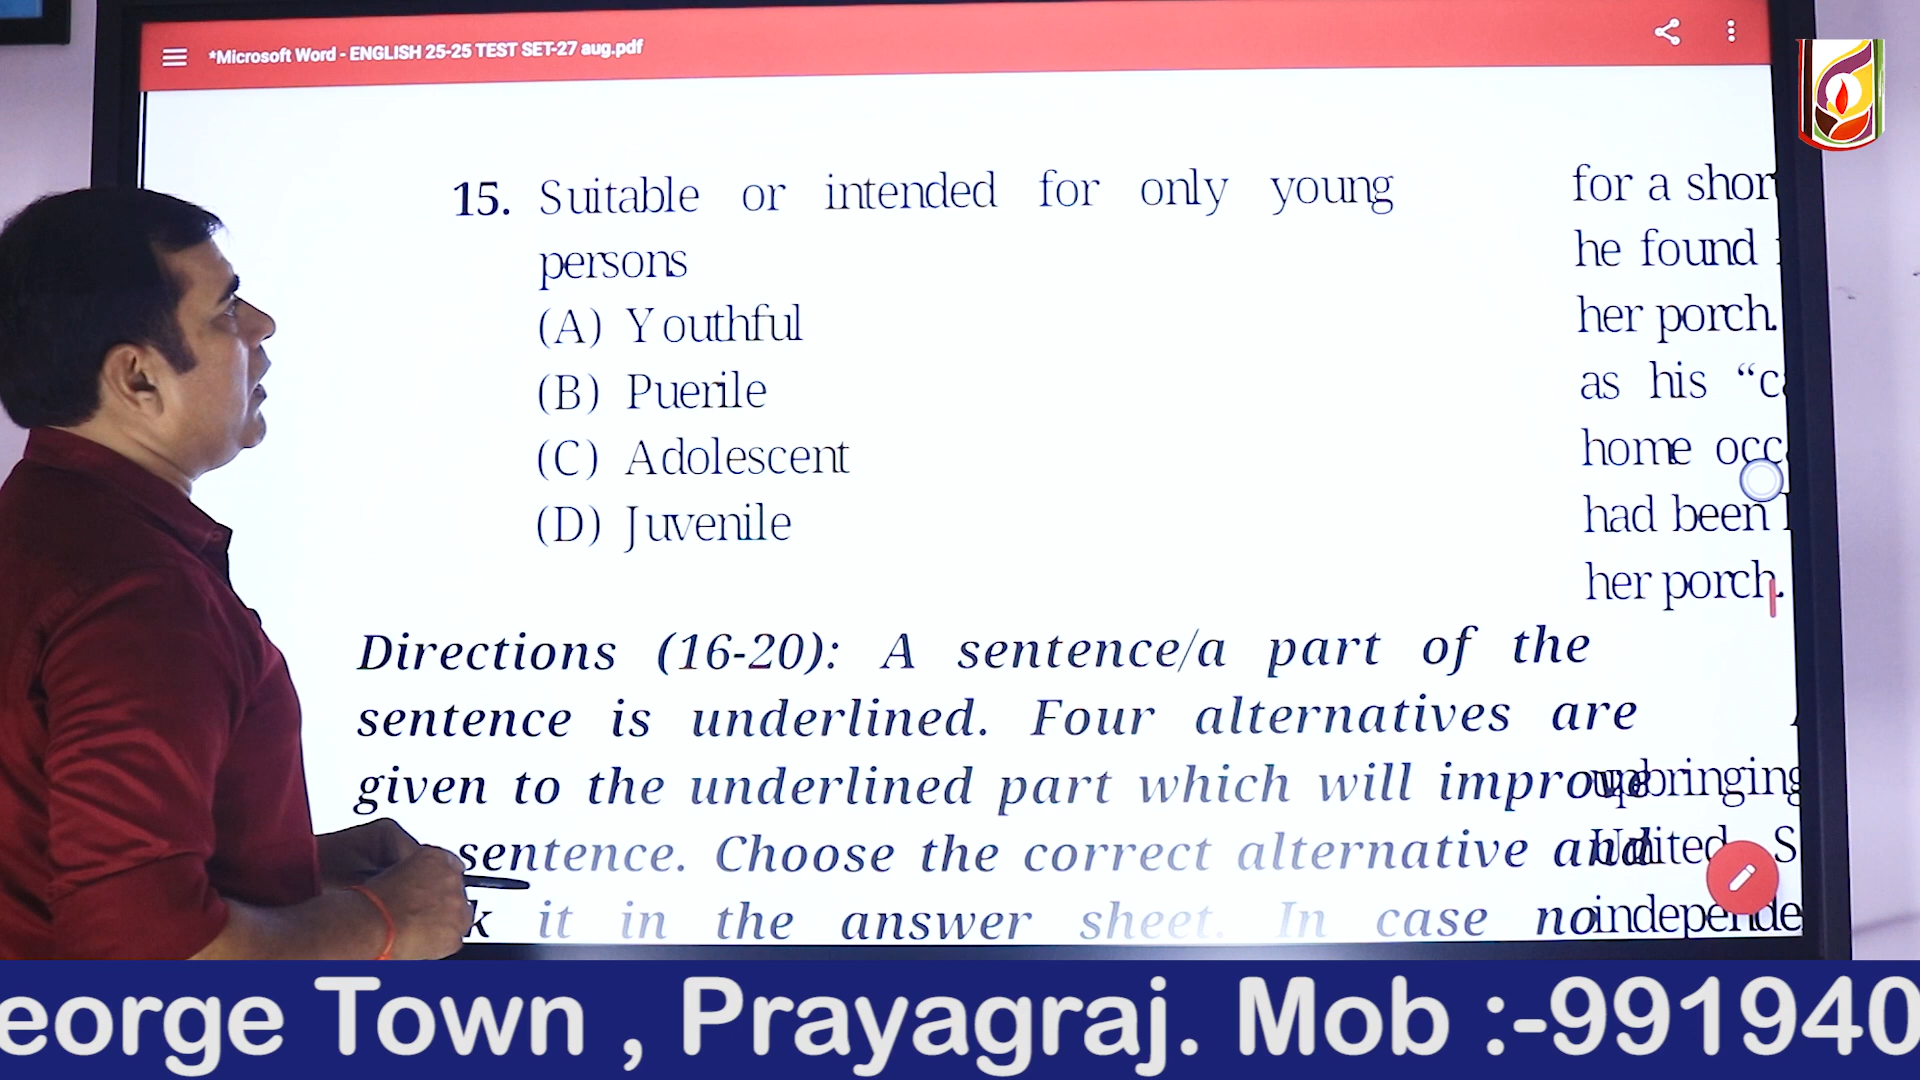 *Microsoft Word - ENGLISH 25-25 TEST SET-27 aug.pdf
15. Suitable or intended for only young
persons
(A) Youthful
(B) Puerile
(C) Adolescent
(D) Juvenile
Directions (16-20): A sentence/a part of the
sentence is underlined. Four alternatives are
given to the underlined part which will improve
sentence. Choose the correct alternative and
k it in the answer sheet. In case no
for a shor
he found
her porch.
as his “ca
home occ
had been
her porch.
upbringing
United S
independe
eorge Town , Prayagraj. Mob :-991940